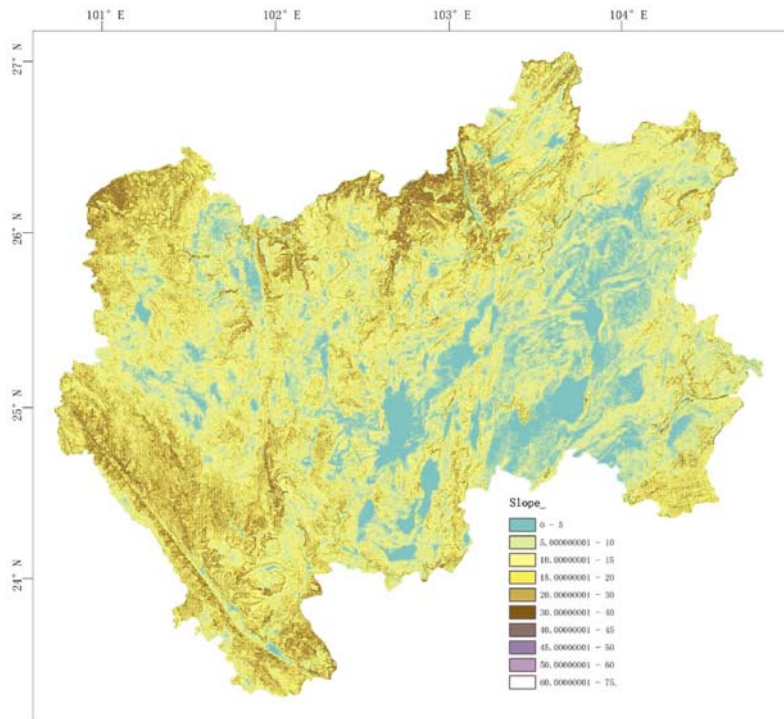 101° E 102° E 103° E 104° E
27° N
26° N
25° N
24° N
Slope_
0 - 5
5.00000001 - 10
10.00000001 - 15
15.00000001 - 20
20.00000001 - 30
30.00000001 - 40
40.00000001 - 45
45.00000001 - 50
50.00000001 - 60
60.00000001 - 75.